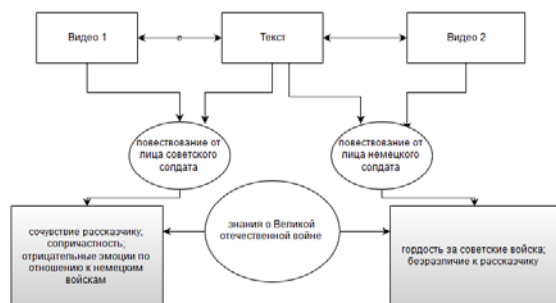 Видео 1
с
Текст
Видео 2
повествование от
лица советского
солдата
повествование от
лица немецкого
солдата
сочувствие рассказчику;
сопричастность;
отрицательные эмоции по
отношению к немецким
войскам
знания о Великой
отечественной войне
гордость за советские войска;
безразличие к рассказчику